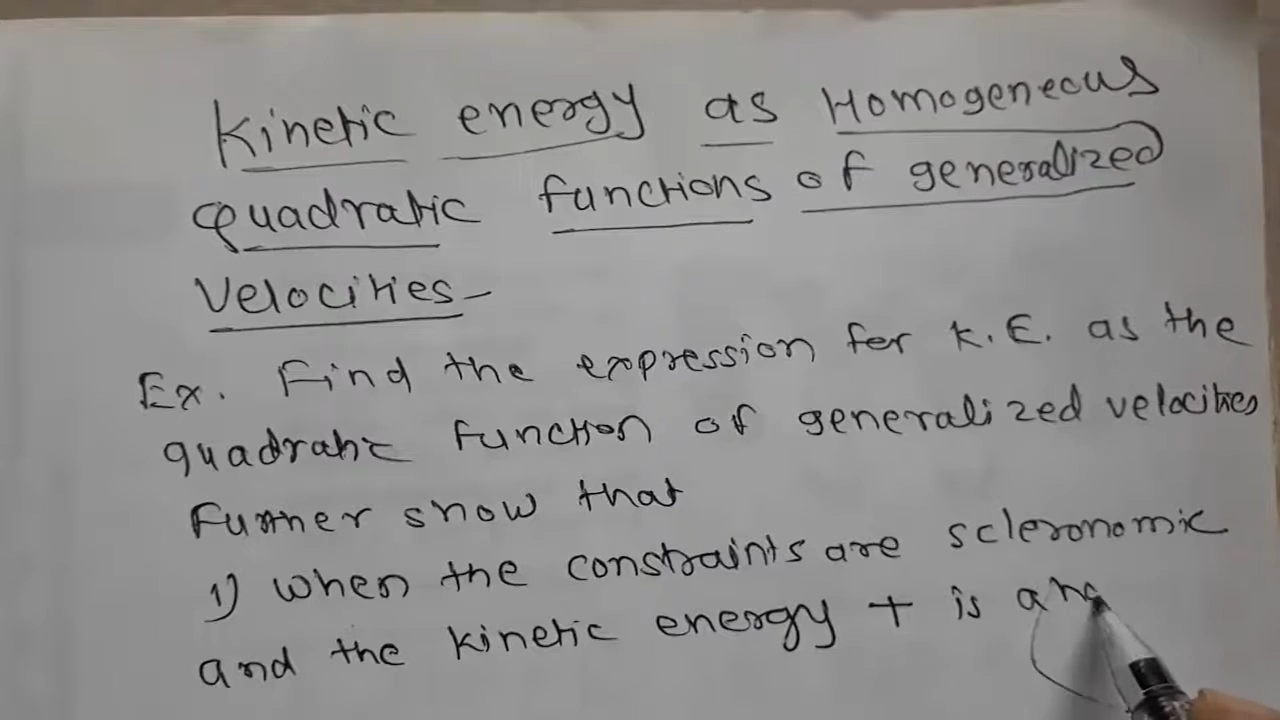 Kinetic energy as Homogeneous
quadratic functions of generalized
Velocities-
Ex. Find the expression for K.E. as the
quadratic function of generalized velocities
Further show that
1) when the constraints are scleronomic
and the kinetic energy T is a